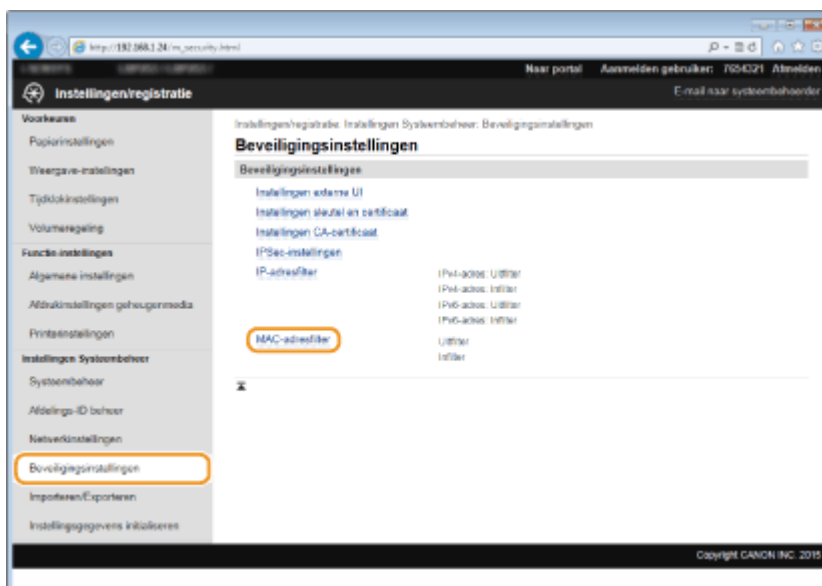 http://192.168.1.24/m_security.html
Naar portal Aanmelden gebruiker: 7654321 Afmelden
Instellingen/registratie
E-mail naar systeembeheerder
Voorkeuren
Papierinstellingen
Weergave-instellingen
Tijdklokinstellingen
Volumeregeling
Functie-instellingen
Algemene instellingen
Afdrukinstellingen geheugenmedia
Printerinstellingen
Instellingen Systeembeheer
Systeembeheer
Afdelings-ID beheer
Netwerkinstellingen
Beveiligingsinstellingen
Importeren/Exporteren
Instellingsgegevens initialiseren
Instellingen/registratie: Instellingen Systeembeheer: Beveiligingsinstellingen
Beveiligingsinstellingen
Beveiligingsinstellingen
Instellingen externe UI
Instellingen sleutel en certificaat
Instellingen CA-certificaat
IPSec-instellingen
IP-adresfilter
IPv4-adres: Uitfilter
IPv4-adres: Infilter
IPv6-adres: Uitfilter
IPv6-adres: Infilter
MAC-adresfilter
Uitfilter
Infilter
Copyright CANON INC. 2015